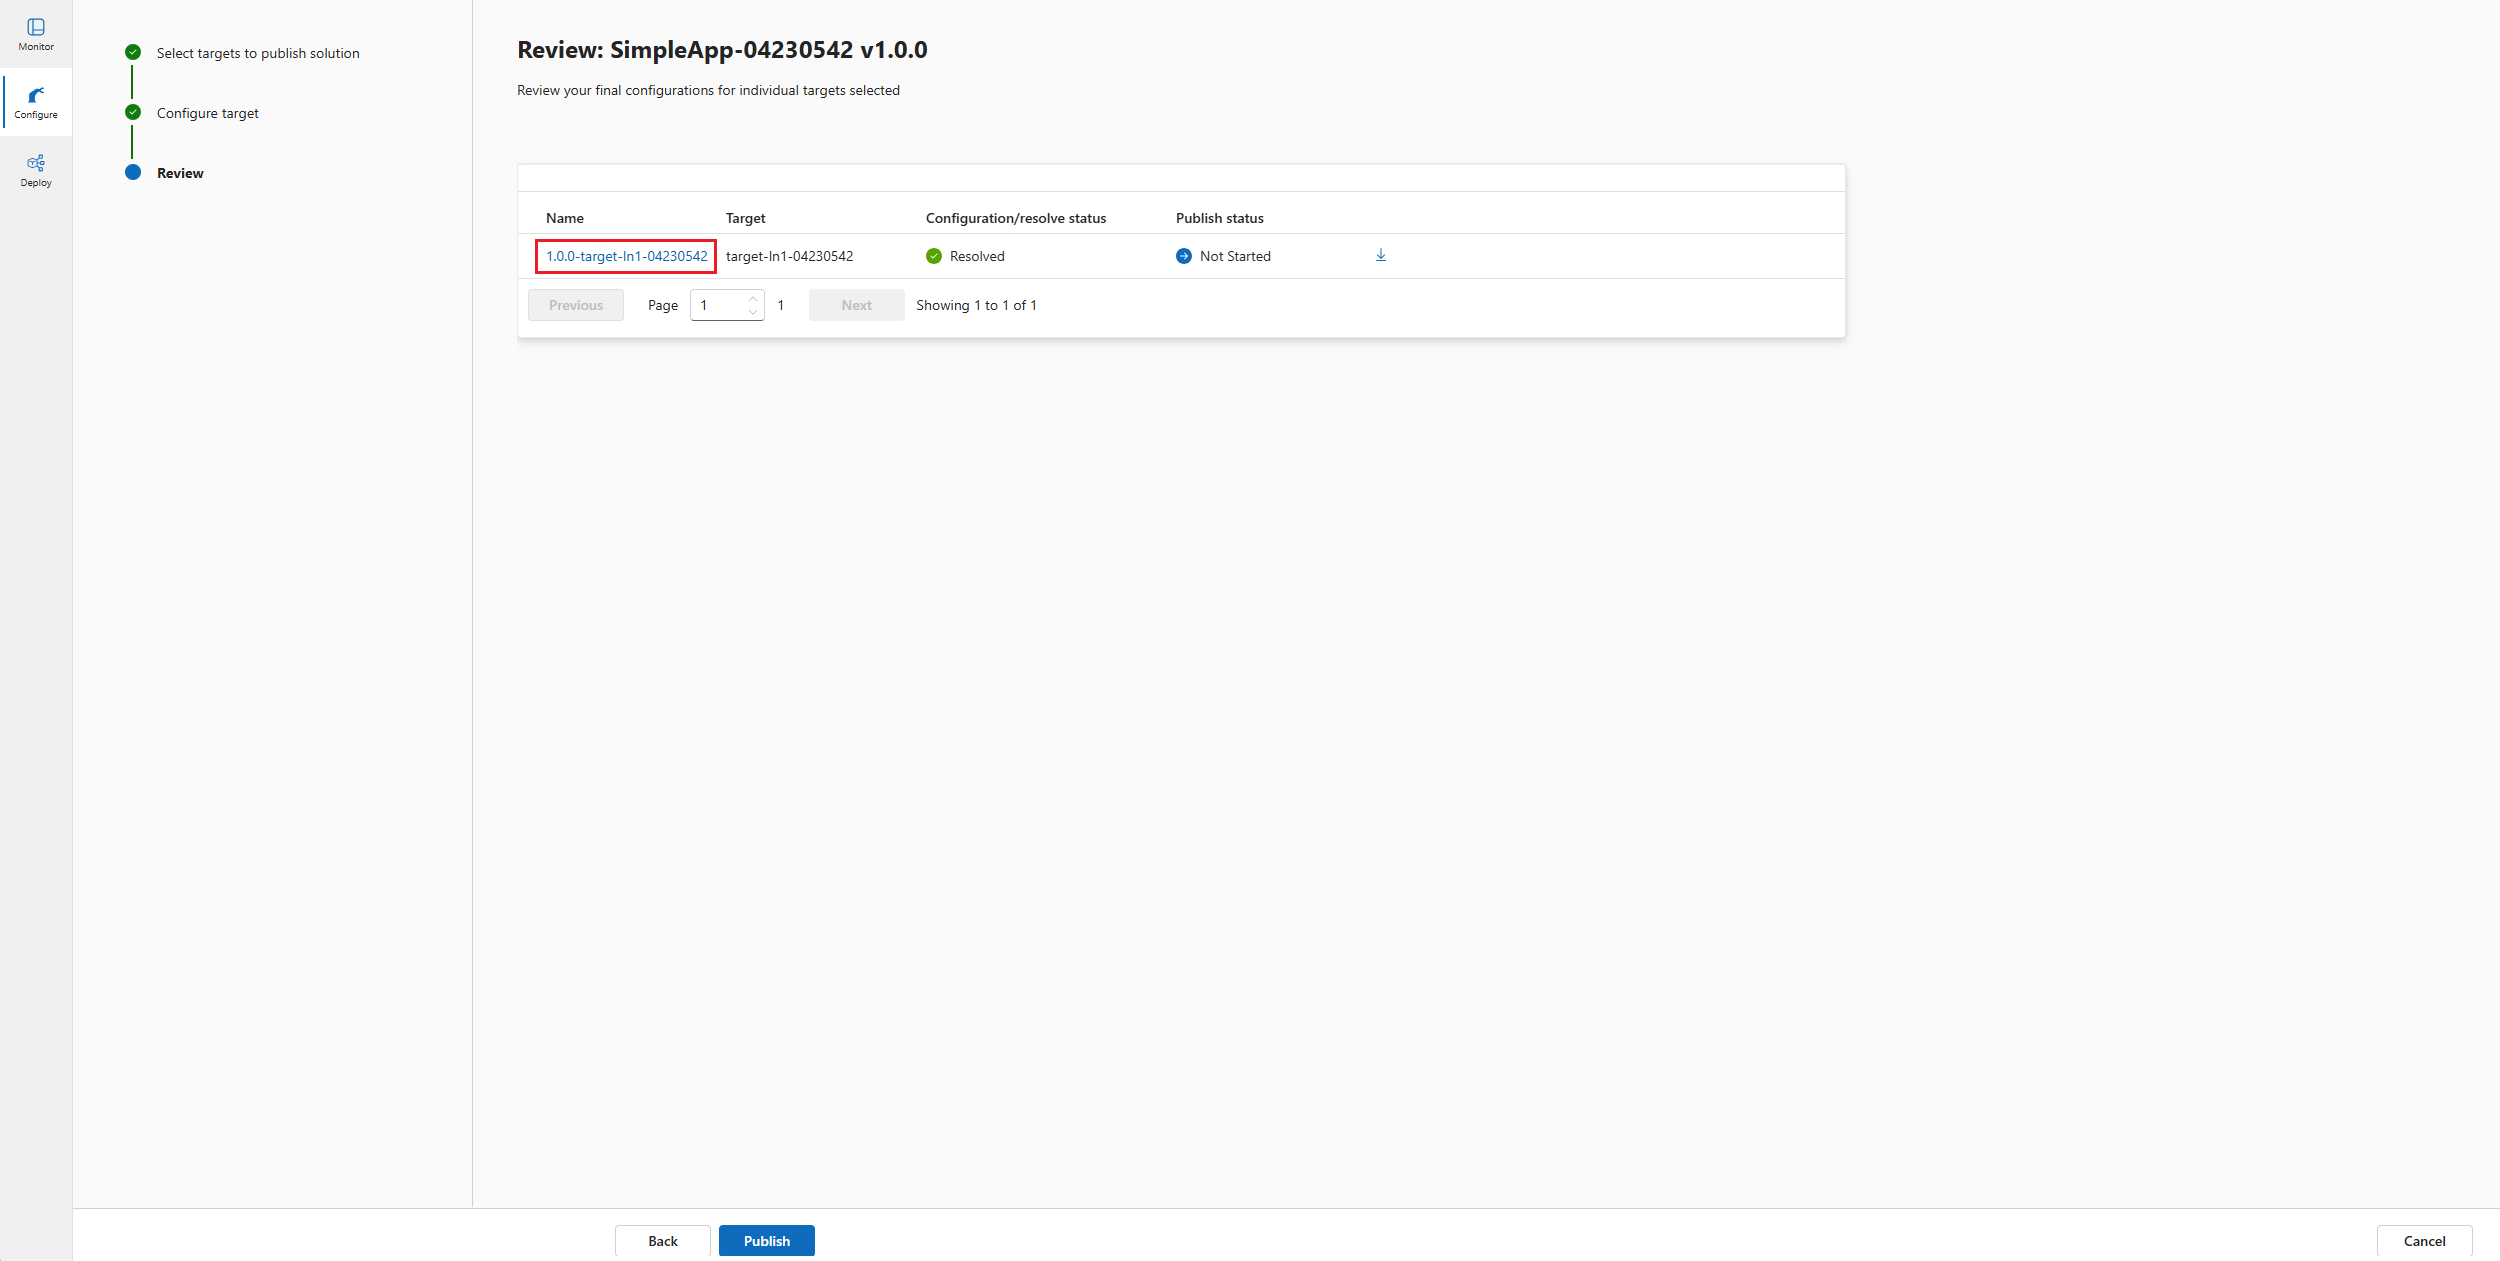 Monitor
Configure
Deploy
Select targets to publish solution
Configure target
Review
Review: SimpleApp-04230542 v1.0.0
Review your final configurations for individual targets selected
Name Target Configuration/resolve status Publish status
1.0.0-target-ln1-04230542 target-ln1-04230542 Resolved Not Started
Previous Page 1 1 Next Showing 1 to 1 of 1
Back Publish Cancel